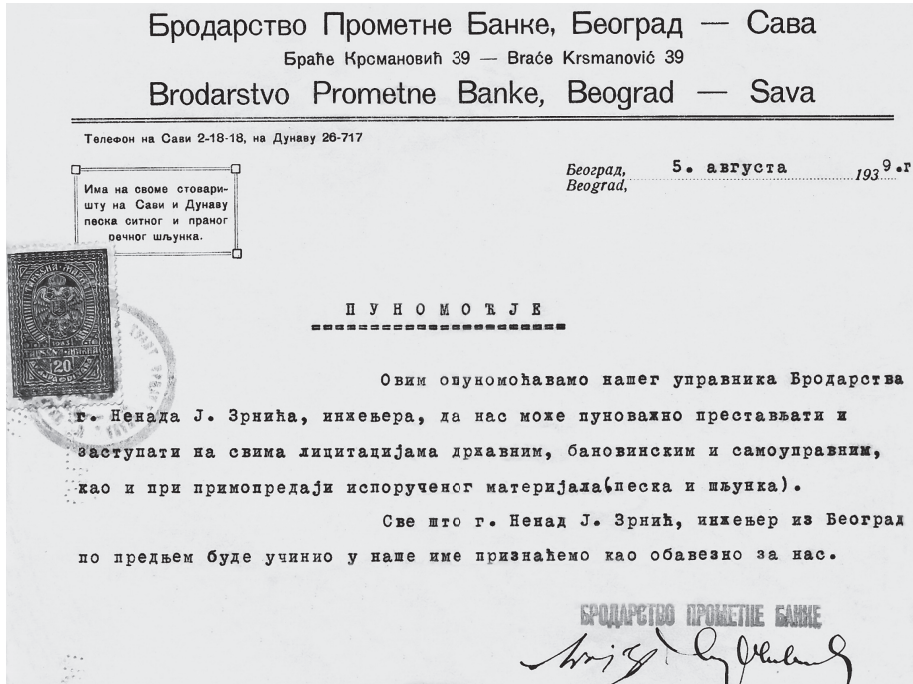 Бродарство Прометне Банке, Београд — Сава
Браће Крсмановић 39 — Braće Krsmanović 39
Brodarstvo Prometne Banke, Beograd — Sava
Телефон на Сави 2-18-18, на Дунаву 26-717
Београд, 5. августа 1939.г
Beograd,
Има на своме стовари-
шту на Сави и Дунаву
песка ситног и праног
речног шљунка.
20
ПУНОМОЋЈЕ
Овим опуномоћавамо нашег управника Бродарства
г. Ненада Ј. Зрнића, инжењера, да нас може пуноважно престављати и
заступати на свима лицитацијама државним, бановинским и самоуправним,
као и при примопредаји испорученог материјала(песка и шљунка).
Све што г. Ненад Ј. Зрнић, инжењер из Београд
по предњем буде учинио у наше име признаћемо као обавезно за нас.
БРОДАРСТВО ПРОМЕТНЕ БАНКЕ